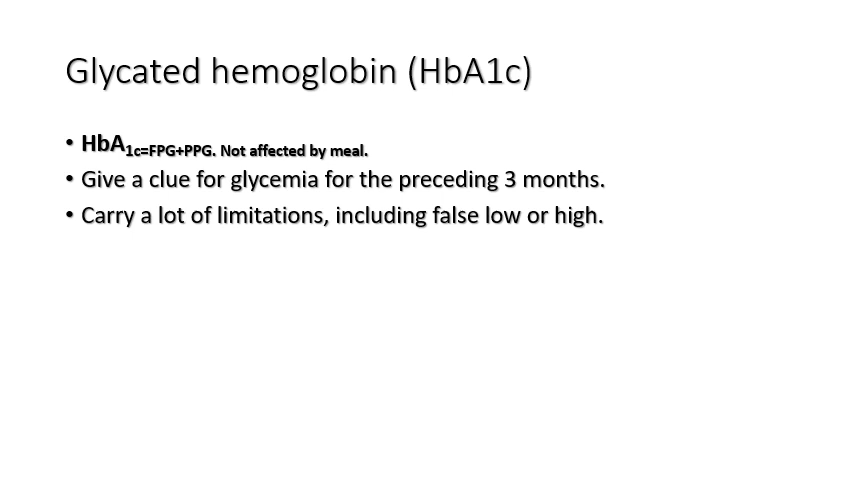 Glycated hemoglobin (HbA1c)
• HbA1c=FPG+PPG. Not affected by meal.
• Give a clue for glycemia for the preceding 3 months.
• Carry a lot of limitations, including false low or high.